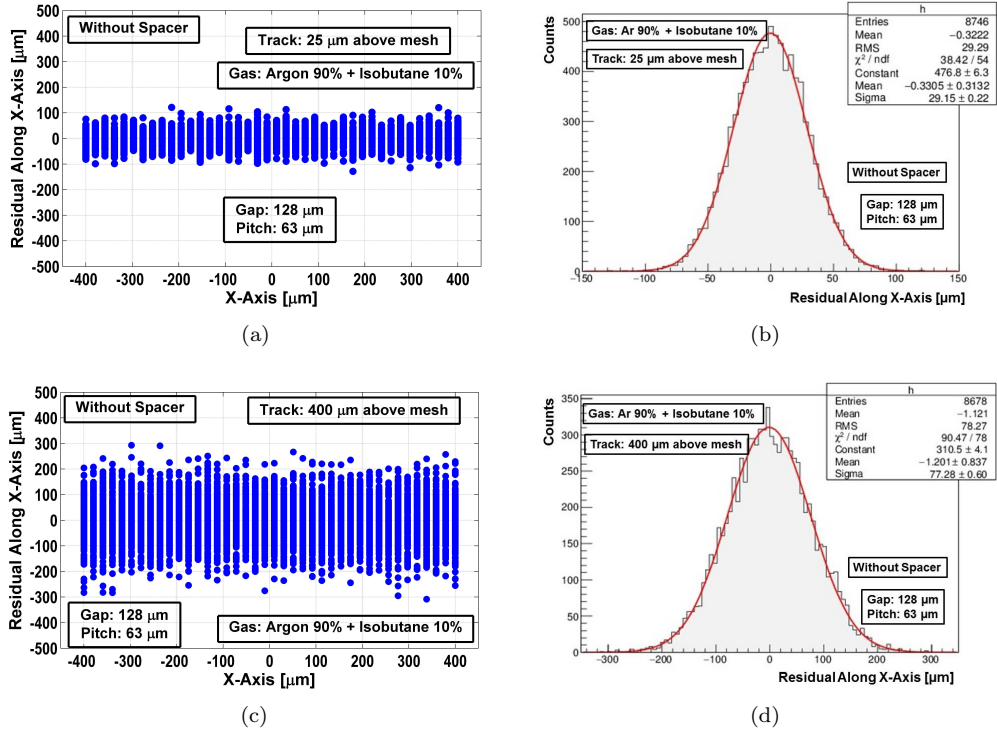 Without Spacer
Track: 25 μm above mesh
Gas: Argon 90% + Isobutane 10%
Gap: 128 μm
Pitch: 63 μm
Residual Along X-Axis [μm]
500
400
300
200
100
0
-100
-200
-300
-400
-500
-400 -300 -200 -100 0 100 200 300 400
X-Axis [μm]
(a)
Counts
500
400
300
200
100
0
Gas: Ar 90% + Isobutane 10%
Track: 25 μm above mesh
h
Entries 8746
Mean −0.3222
RMS 29.29
χ² / ndf 38.42 / 54
Constant 476.8 ± 6.3
Mean −0.3305 ± 0.3132
Sigma 29.15 ± 0.22
Without Spacer
Gap: 128 μm
Pitch: 63 μm
−150 −100 −50 0 50 100 150
Residual Along X-Axis [μm]
(b)
Without Spacer
Track: 400 μm above mesh
Gap: 128 μm
Pitch: 63 μm
Gas: Argon 90% + Isobutane 10%
Residual Along X-Axis [μm]
500
400
300
200
100
0
-100
-200
-300
-400
-500
-400 -300 -200 -100 0 100 200 300 400
X-Axis [μm]
(c)
Counts
350
300
250
200
150
100
50
0
Gas: Ar 90% + Isobutane 10%
Track: 400 μm above mesh
h
Entries 8678
Mean −1.121
RMS 78.27
χ² / ndf 90.47 / 78
Constant 310.5 ± 4.1
Mean −1.201 ± 0.837
Sigma 77.28 ± 0.60
Without Spacer
Gap: 128 μm
Pitch: 63 μm
−300 −200 −100 0 100 200 300
Residual Along X-Axis [μm]
(d)